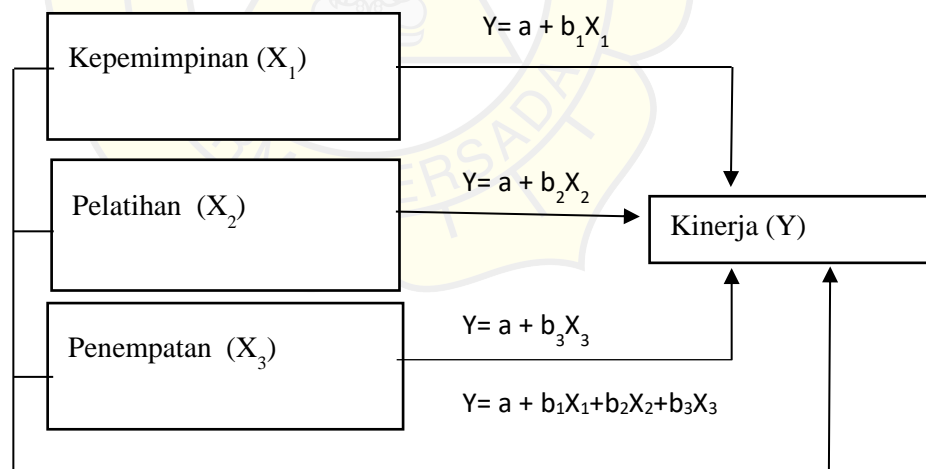 Y= a + b₁X₁
Kepemimpinan (X₁)
Pelatihan (X₂)
Y= a + b₂X₂
Kinerja (Y)
Penempatan (X₃)
Y= a + b₃X₃
Y= a + b₁X₁+b₂X₂+b₃X₃